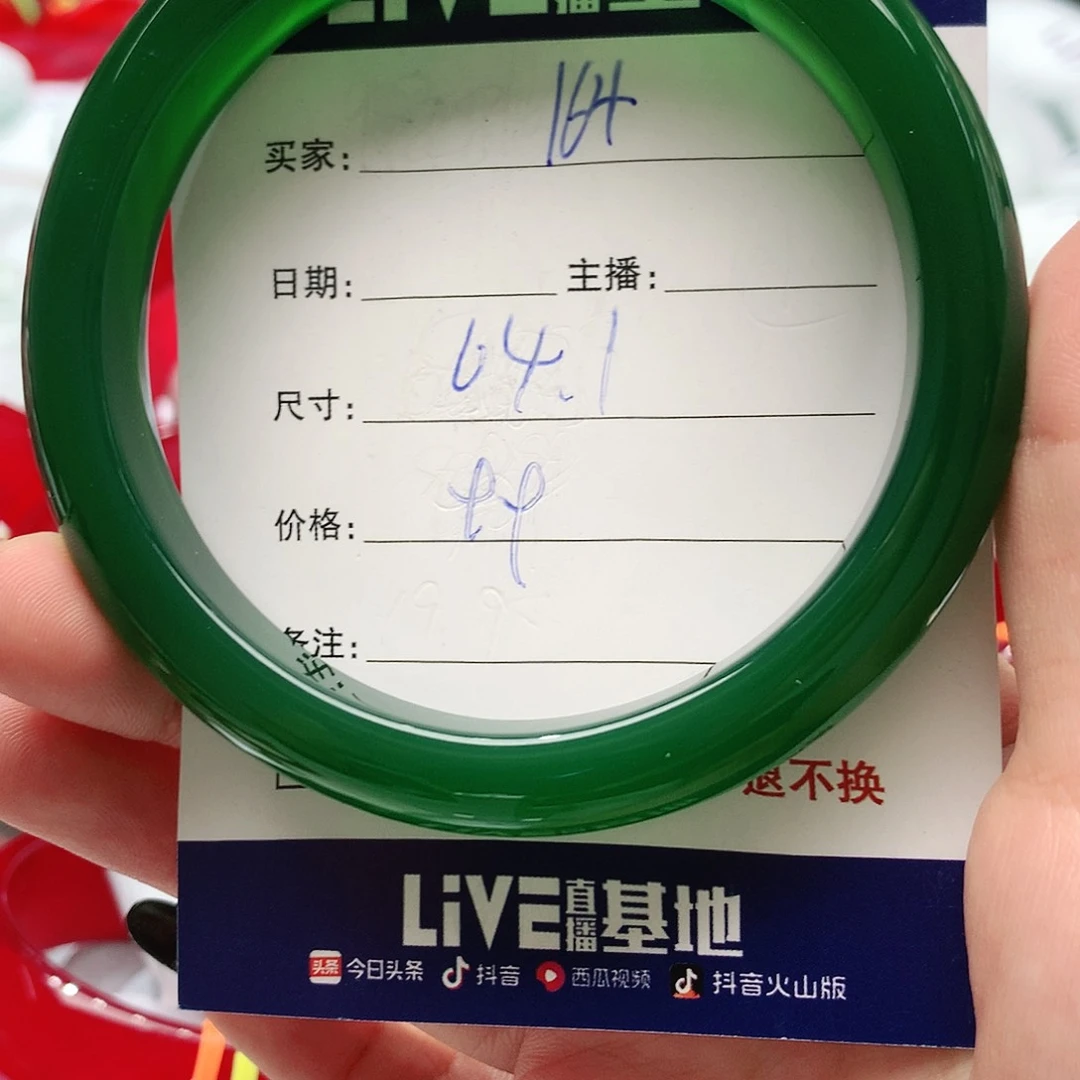 LiVE直播基
买家: 164
日期: 主播:
尺寸: 64.1
价格: 99
备注:
退不换
LiVE直播基地
头条 今日头条 抖音 西瓜视频 抖音火山版